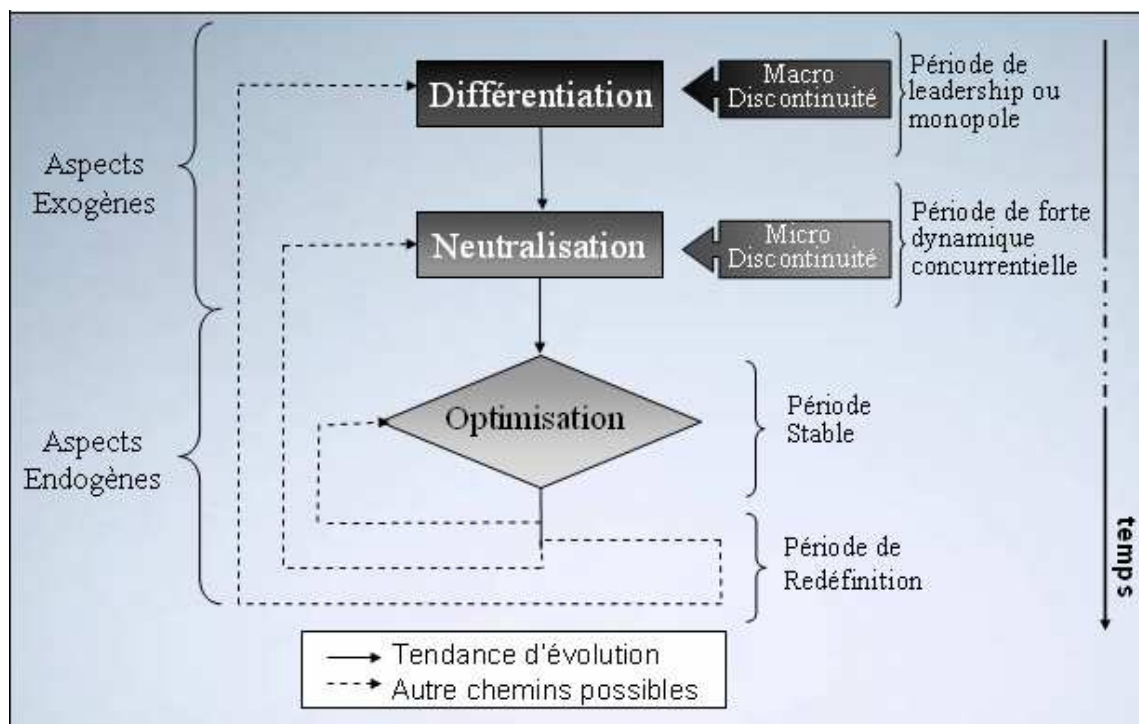 Différentiation
Macro
Discontinuité
Période de
leadership ou
monopole
Aspects
Exogènes
Neutralisation
Micro
Discontinuité
Période de forte
dynamique
concurrentielle
Optimisation
Période
Stable
Aspects
Endogènes
Période de
Redéfinition
temps
Tendance d'évolution
Autre chemins possibles